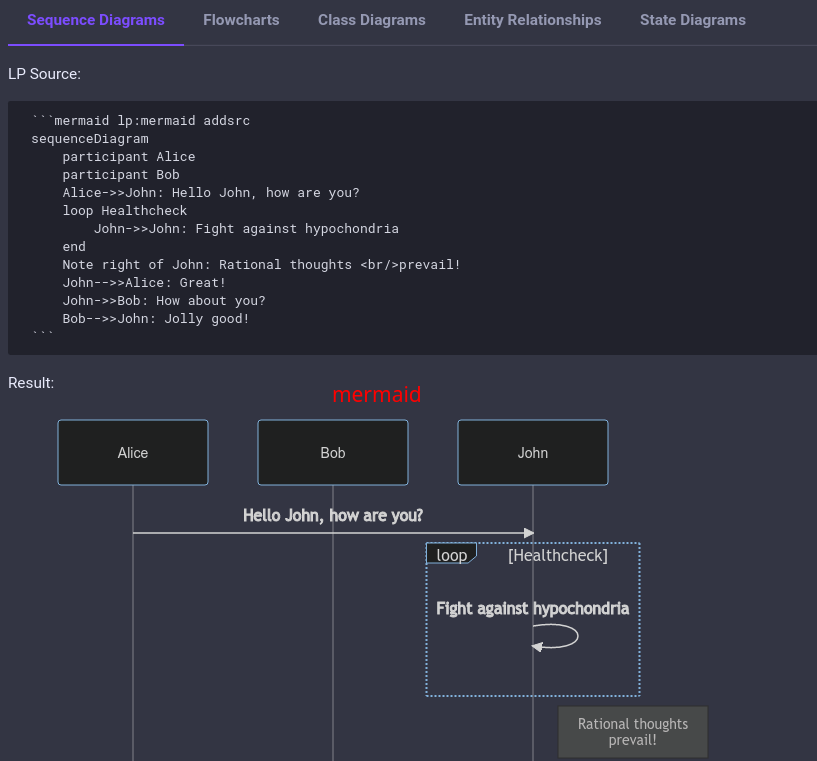 Sequence Diagrams Flowcharts Class Diagrams Entity Relationships State Diagrams
LP Source:
```mermaid lp:mermaid addsrc
sequenceDiagram
    participant Alice
    participant Bob
    Alice->>John: Hello John, how are you?
    loop Healthcheck
        John->>John: Fight against hypochondria
    end
    Note right of John: Rational thoughts <br/>prevail!
    John-->>Alice: Great!
    John->>Bob: How about you?
    Bob-->>John: Jolly good!
```
Result:
mermaid
Alice Bob John
Hello John, how are you?
loop [Healthcheck]
Fight against hypochondria
Rational thoughts
prevail!